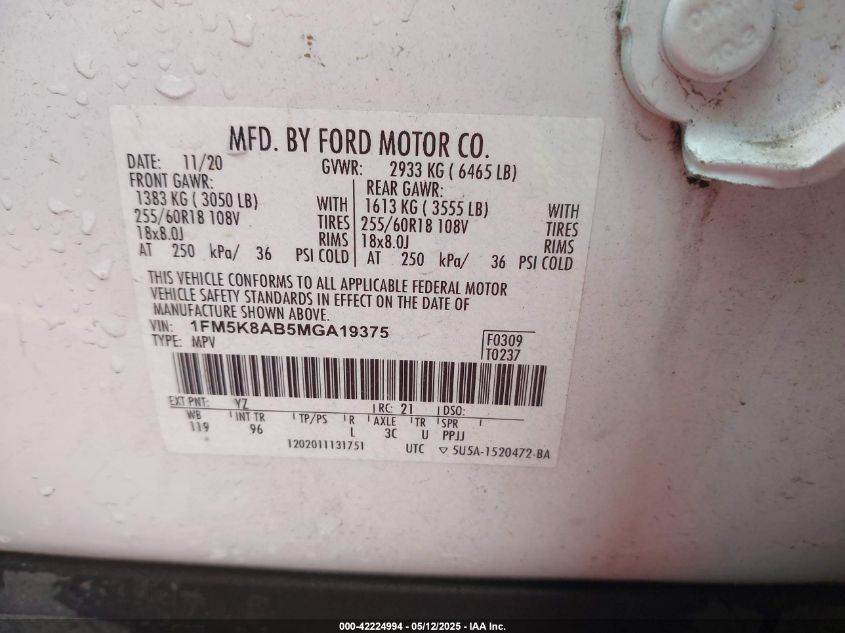 MFD. BY FORD MOTOR CO.
DATE: 11/20 GVWR: 2933 KG ( 6465 LB)
FRONT GAWR: REAR GAWR:
1383 KG ( 3050 LB) WITH 1613 KG ( 3555 LB) WITH
255/60R18 108V TIRES 255/60R18 108V TIRES
18x8.0J RIMS 18x8.0J RIMS
AT 250 kPa/ 36 PSI COLD AT 250 kPa/ 36 PSI COLD
THIS VEHICLE CONFORMS TO ALL APPLICABLE FEDERAL MOTOR
VEHICLE SAFETY STANDARDS IN EFFECT ON THE DATE OF
MANUFACTURE SHOWN ABOVE.
VIN: 1FM5K8AB5MGA19375 F0309
TYPE: MPV T0237
EXT PNT: YZ RC: 21 DSO:
WB INT TR TP/PS R AXLE TR SPR
119 96 L 3C U PPJJ
1202011131751 UTC ▽ 5U5A-1520472-BA
000-42224994 – 05/12/2025 – IAA Inc.